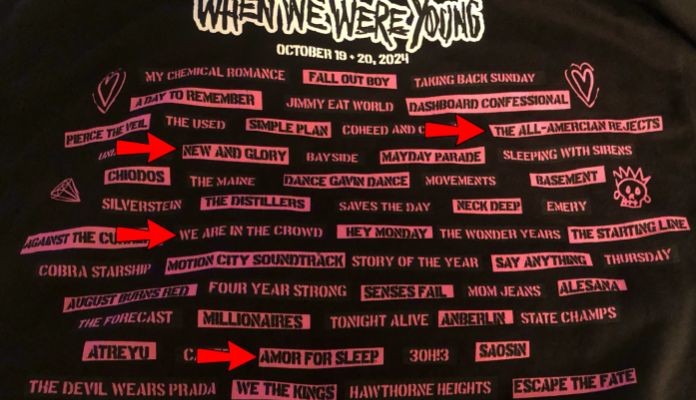 WHEN WE WERE YOUNG
OCTOBER 19 + 20, 2024
MY CHEMICAL ROMANCE FALL OUT BOY TAKING BACK SUNDAY
A DAY TO REMEMBER JIMMY EAT WORLD DASHBOARD CONFESSIONAL
PIERCE THE VEIL THE USED SIMPLE PLAN COHEED AND THE ALL-AMERCIAN REJECTS
NEW AND GLORY BAYSIDE MAYDAY PARADE SLEEPING WITH SIRENS
CHIODOS THE MAINE DANCE GAVIN DANCE MOVEMENTS BASEMENT
SILVERSTEIN THE DISTILLERS SAVES THE DAY NECK DEEP EMERY
AGAINST THE WE ARE IN THE CROWD HEY MONDAY THE WONDER YEARS THE STARTING LINE
COBRA STARSHIP MOTION CITY SOUNDTRACK STORY OF THE YEAR SAY ANYTHING THURSDAY
AUGUST BURNS RED FOUR YEAR STRONG SENSES FAIL MOM JEANS ALESANA
THE FORECAST MILLIONAIRES TONIGHT ALIVE ANBERLIN STATE CHAMPS
ATREYU AMOR FOR SLEEP 3OH!3 SAOSIN
THE DEVIL WEARS PRADA WE THE KINGS HAWTHORNE HEIGHTS ESCAPE THE FATE